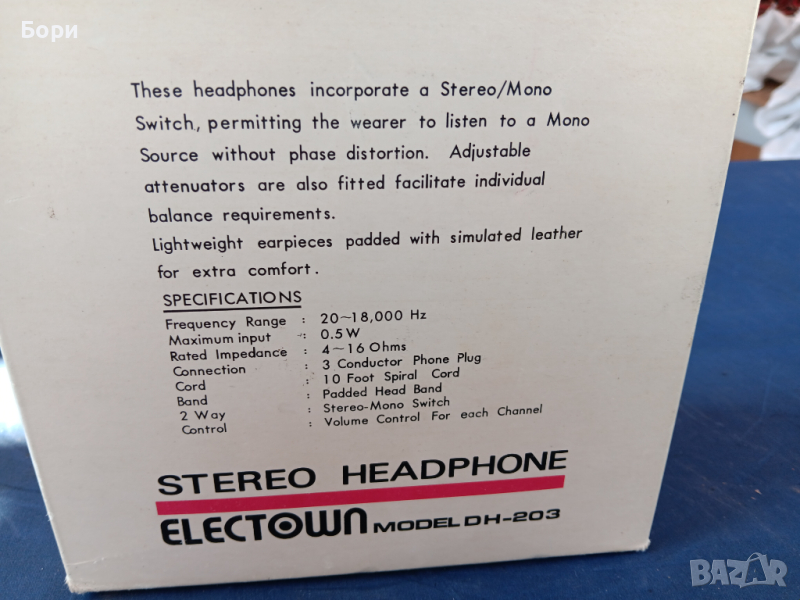 Бори
These headphones incorporate a Stereo/Mono
Switch, permitting the wearer to listen to a Mono
Source without phase distortion. Adjustable
attenuators are also fitted facilitate individual
balance requirements.
Lightweight earpieces padded with simulated leather
for extra comfort.
SPECIFICATIONS
Frequency Range : 20~18,000 Hz
Maximum input : 0.5W
Rated Impedance : 4~16 Ohms
Connection : 3 Conductor Phone Plug
Cord : 10 Foot Spiral Cord
Band : Padded Head Band
2 Way : Stereo-Mono Switch
Control : Volume Control For each Channel
STEREO HEADPHONE
ELECTOWN MODEL DH-203
BAZAR